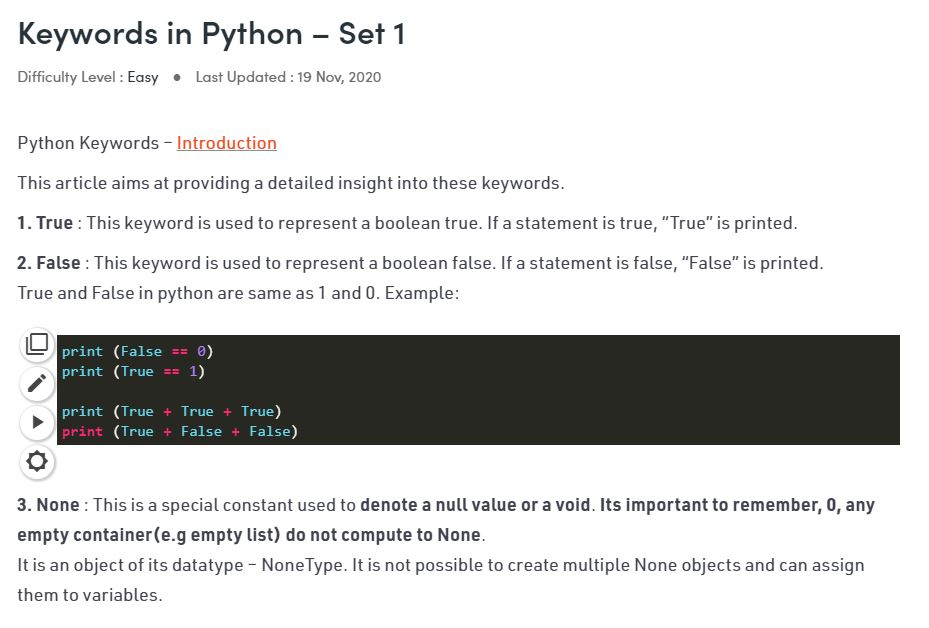 Keywords in Python – Set 1
Difficulty Level : Easy ● Last Updated : 19 Nov, 2020
Python Keywords – Introduction
This article aims at providing a detailed insight into these keywords.
1. True : This keyword is used to represent a boolean true. If a statement is true, “True” is printed.
2. False : This keyword is used to represent a boolean false. If a statement is false, “False” is printed.
True and False in python are same as 1 and 0. Example:
print (False == 0)
print (True == 1)
print (True + True + True)
print (True + False + False)
3. None : This is a special constant used to denote a null value or a void. Its important to remember, 0, any
empty container(e.g empty list) do not compute to None.
It is an object of its datatype – NoneType. It is not possible to create multiple None objects and can assign
them to variables.